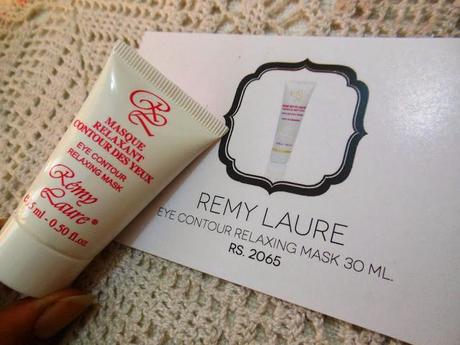 RL
MASQUE
RELAXANT
CONTOUR DES YEUX
EYE CONTOUR
RELAXING MASK
Rémy
Laure®
℮ 15 ml - 0.50 fl.oz
REMY LAURE
EYE CONTOUR RELAXING MASK 30 ML.
RS. 2065